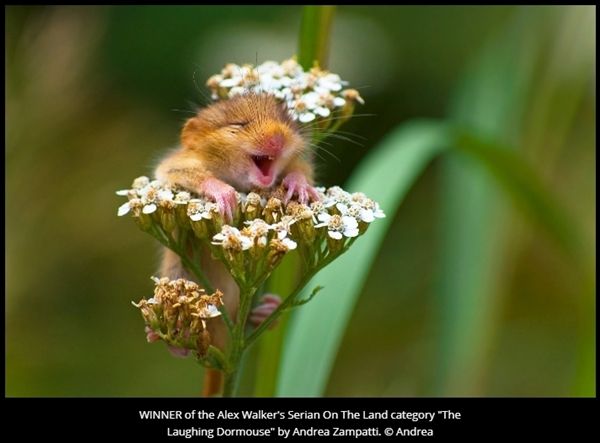 WINNER of the Alex Walker's Serian On The Land category "The
Laughing Dormouse" by Andrea Zampatti. © Andrea